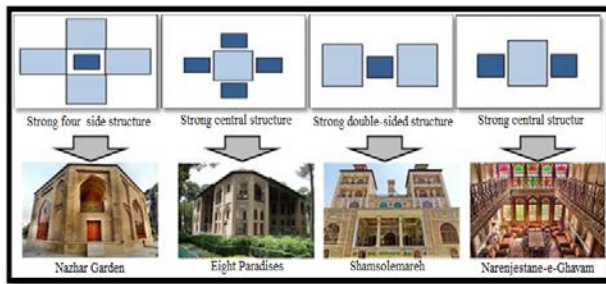 Strong four side structure
Strong central structure
Strong double-sided structure
Strong central structur
Nazhar Garden
Eight Paradises
Shamsolemareh
Narenjestane-e-Ghavam